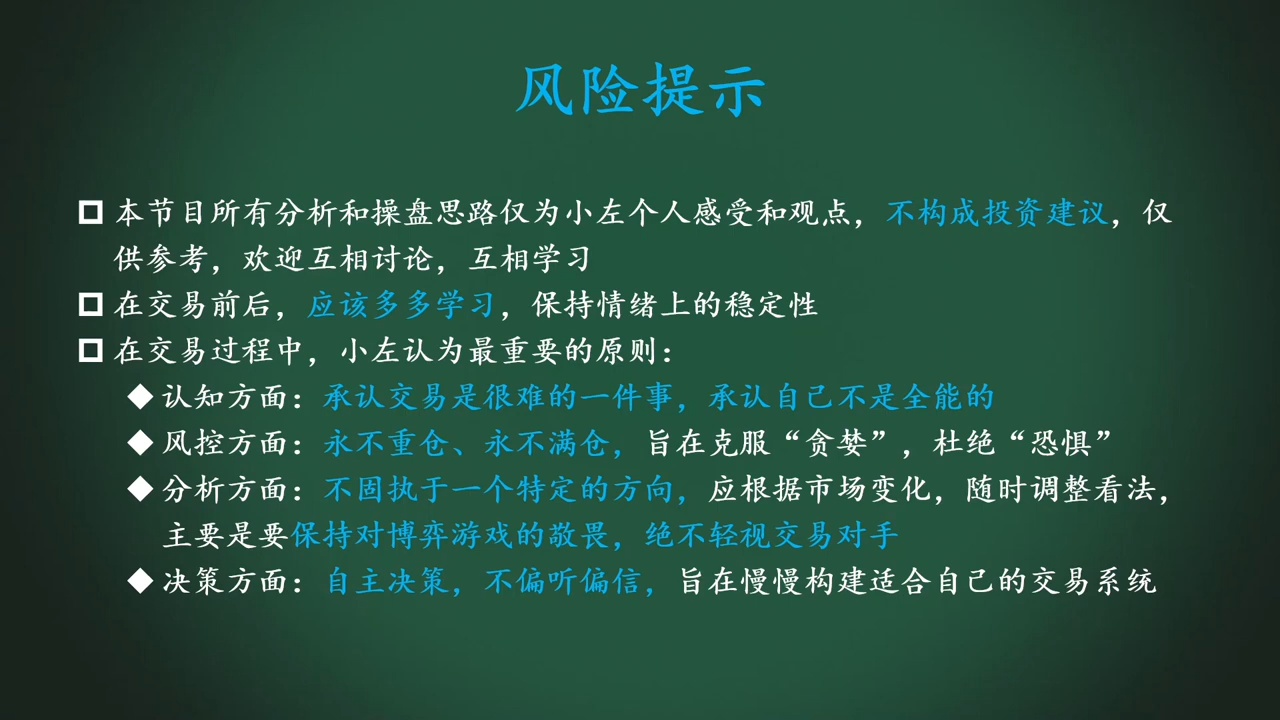 风险提示
本节目所有分析和操盘思路仅为小左个人感受和观点，不构成投资建议，仅
供参考，欢迎互相讨论，互相学习
在交易前后，应该多多学习，保持情绪上的稳定性
在交易过程中，小左认为最重要的原则：
认知方面：承认交易是很难的一件事，承认自己不是全能的
风控方面：永不重仓、永不满仓，旨在克服“贪婪”，杜绝“恐惧”
分析方面：不固执于一个特定的方向，应根据市场变化，随时调整看法，
主要是要保持对博弈游戏的敬畏，绝不轻视交易对手
决策方面：自主决策，不偏听偏信，旨在慢慢构建适合自己的交易系统